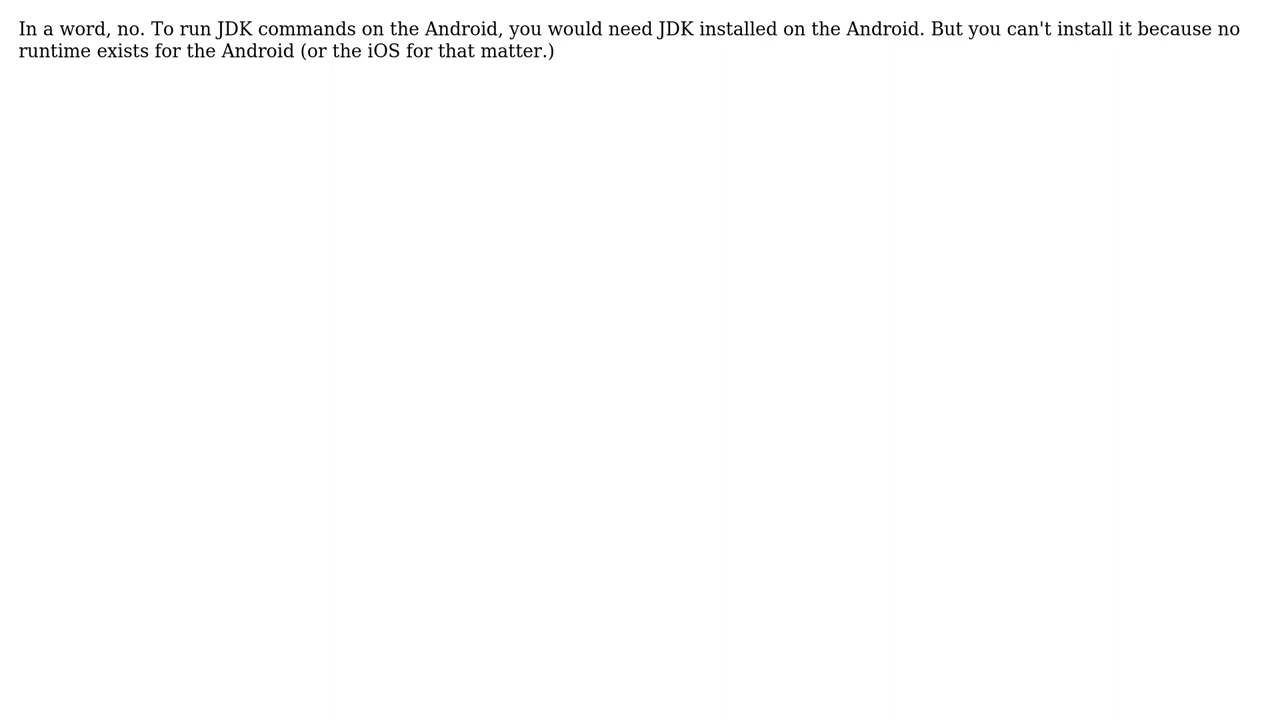 In a word, no. To run JDK commands on the Android, you would need JDK installed on the Android. But you can't install it because no
runtime exists for the Android (or the iOS for that matter.)